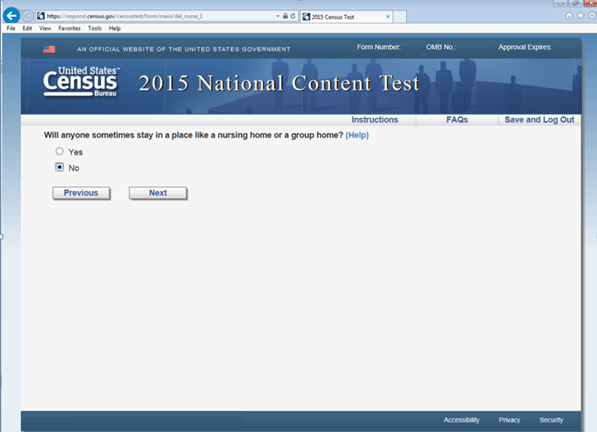 https://respond.census.gov/censustest/form/main/del_nurse_1
2015 Census Test
File Edit View Favorites Tools Help
AN OFFICIAL WEBSITE OF THE UNITED STATES GOVERNMENT Form Number: OMB No.: Approval Expires:
United States™
Census
Bureau
2015 National Content Test
Instructions FAQs Save and Log Out
Will anyone sometimes stay in a place like a nursing home or a group home? (Help)
Yes
No
Previous Next
Accessibility Privacy Security